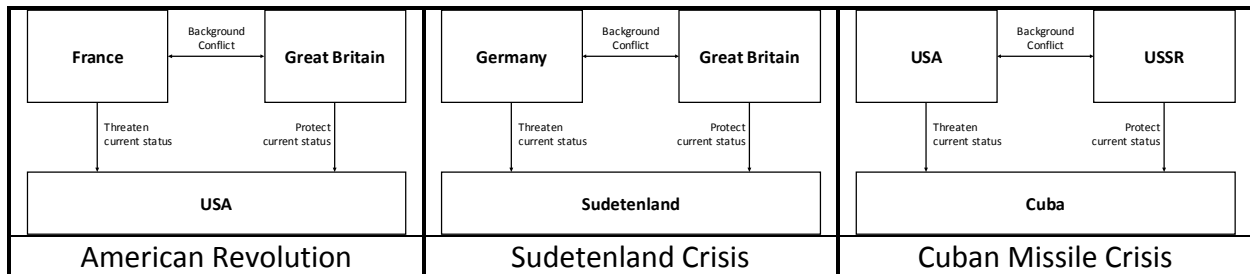 France
Background
Conflict
Great Britain
Threaten
current status
Protect
current status
USA
American Revolution
Germany
Background
Conflict
Great Britain
Threaten
current status
Protect
current status
Sudetenland
Sudetenland Crisis
USA
Background
Conflict
USSR
Threaten
current status
Protect
current status
Cuba
Cuban Missile Crisis